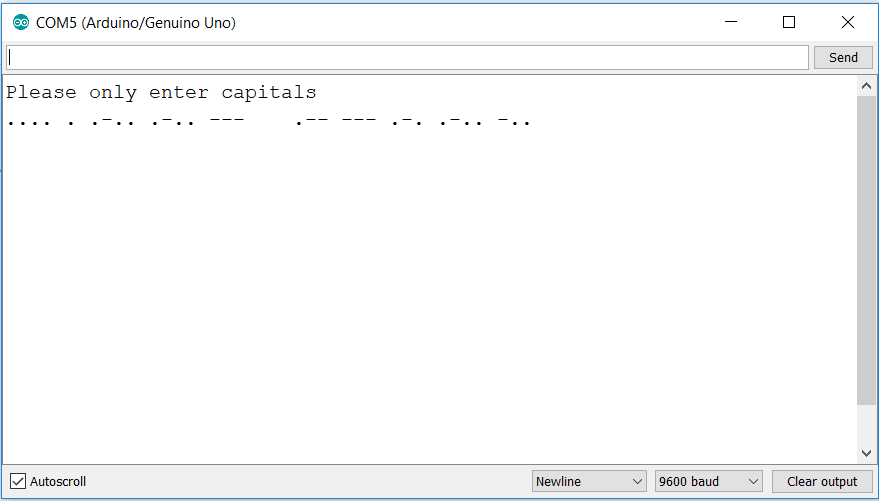 COM5 (Arduino/Genuino Uno)
Send
Please only enter capitals
.... . .-.. .-.. ---    .-- --- .-. .-.. -..
Autoscroll
Newline
9600 baud
Clear output